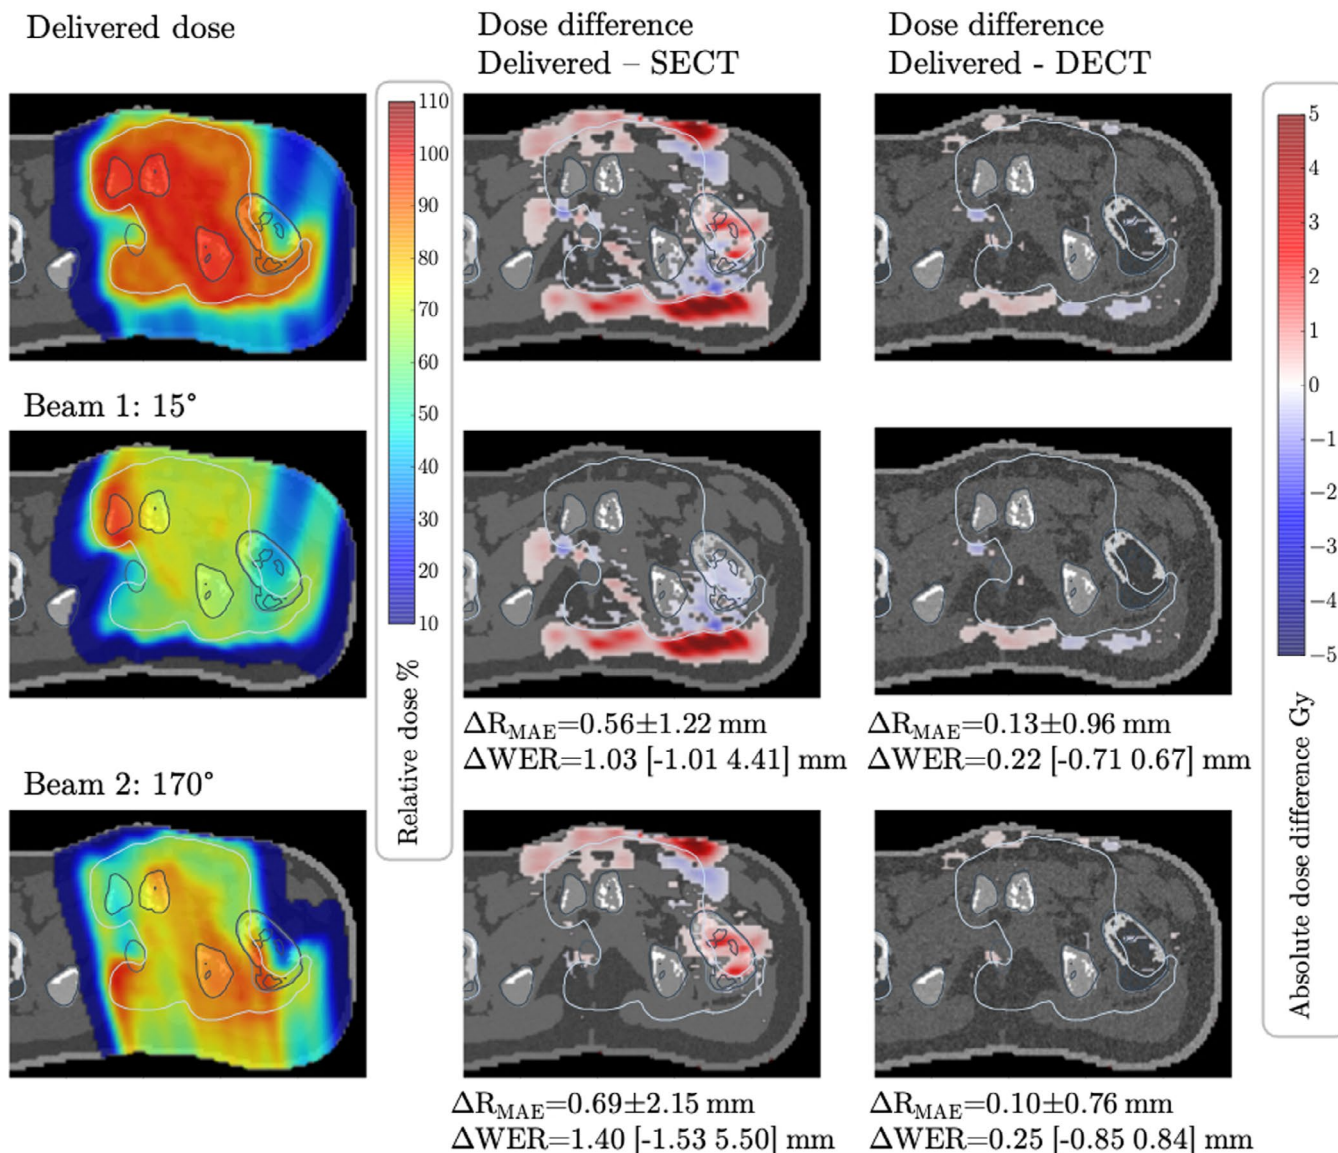 Delivered dose
Dose difference
Delivered – SECT
Dose difference
Delivered - DECT
110
100
90
80
70
60
50
40
30
20
10
Relative dose %
5
4
3
2
1
0
−1
−2
−3
−4
−5
Absolute dose difference Gy
Beam 1: 15°
ΔR_MAE=0.56±1.22 mm
ΔWER=1.03 [-1.01 4.41] mm
ΔR_MAE=0.13±0.96 mm
ΔWER=0.22 [-0.71 0.67] mm
Beam 2: 170°
ΔR_MAE=0.69±2.15 mm
ΔWER=1.40 [-1.53 5.50] mm
ΔR_MAE=0.10±0.76 mm
ΔWER=0.25 [-0.85 0.84] mm